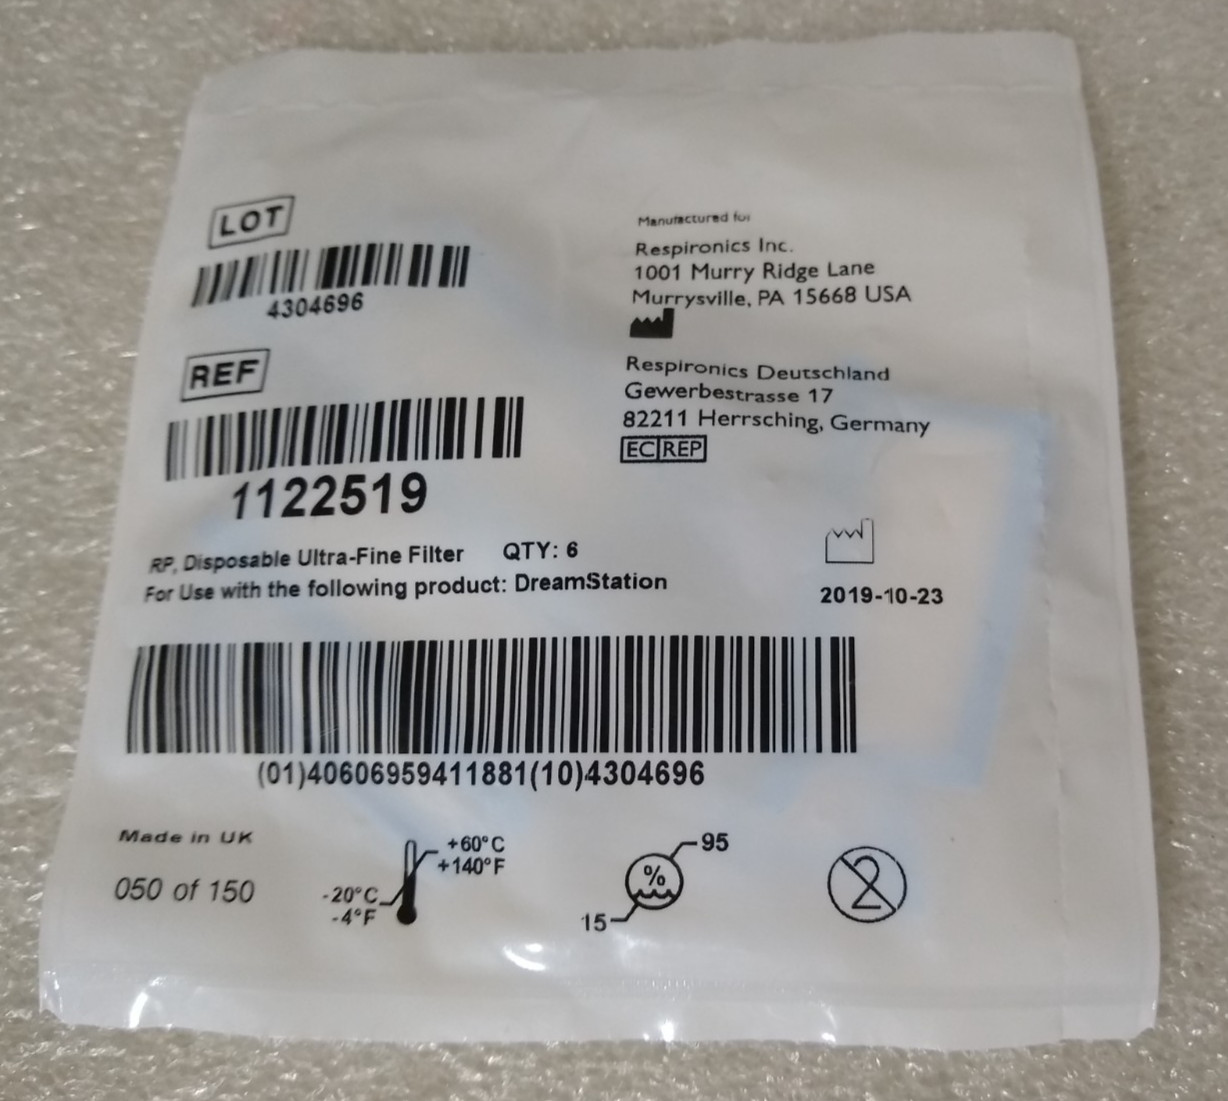 LOT
4304696
REF
1122519
RP, Disposable Ultra-Fine Filter QTY: 6
For Use with the following product: DreamStation
Manufactured for
Respironics Inc.
1001 Murry Ridge Lane
Murrysville, PA 15668 USA
Respironics Deutschland
Gewerbestrasse 17
82211 Herrsching, Germany
EC REP
2019-10-23
(01)40606959411881(10)4304696
Made in UK
050 of 150
+60°C
+140°F
-20°C
-4°F
95
%
15
2